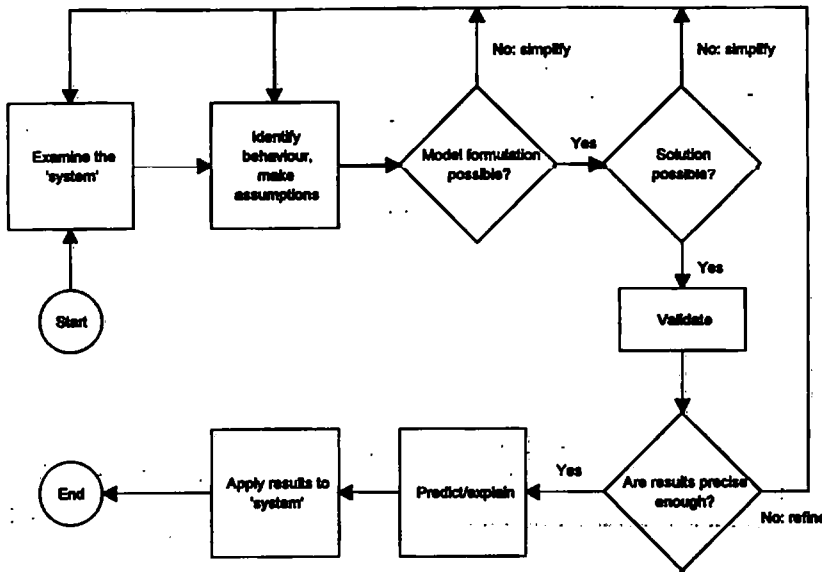 No: simplify
No: simplify
Examine the
'system'
Identify
behaviour,
make
assumptions
Model formulation
possible?
Yes
Solution
possible?
Yes
Start
Validate
End
Apply results to
'system'
Predict/explain
Yes
Are results precise
enough?
No: refine